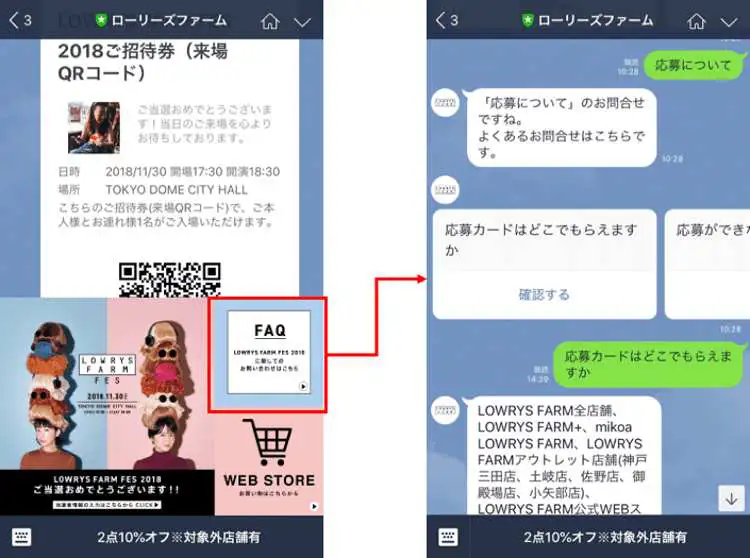 3
ローリーズファーム
2018ご招待券（来場
QRコード）
ご当選おめでとうございま
す！当日のご来場を心より
お待ちしております。
日時 2018/11/30 開場17:30 開演18:30
場所 TOKYO DOME CITY HALL
こちらのご招待券(来場QRコード)で、ご本
人様とお連れ様1名がご入場いただけます。
LOWRYS
FARM
FES
2018.11.30
TOKYO DOME CITY HALL
LOWRYS FARM FES 2018
ご当選おめでとうございます!!
当選者情報の入力はこちらから CLICK▶
FAQ
LOWRYS FARM FES 2018
に関しての
お問い合わせはこちら
WEB STORE
お買い物はこちらから
2点10%オフ※対象外店舗有
3
ローリーズファーム
10:28
既読
10:28
応募について
「応募について」のお問合せ
ですね。
よくあるお問合せはこちらで
す。
10:28
応募カードはどこでもらえます
か
確認する
応募ができな
10:28
既読
14:20
応募カードはどこでもらえま
すか
LOWRYS FARM全店舗、
LOWRYS FARM+、mikoa
LOWRYS FARM、LOWRYS
FARMアウトレット店舗(神戸
三田店、土岐店、佐野店、御
殿場店、小矢部店)、
LOWRYS FARM公式WEBス
2点10%オフ※対象外店舗有